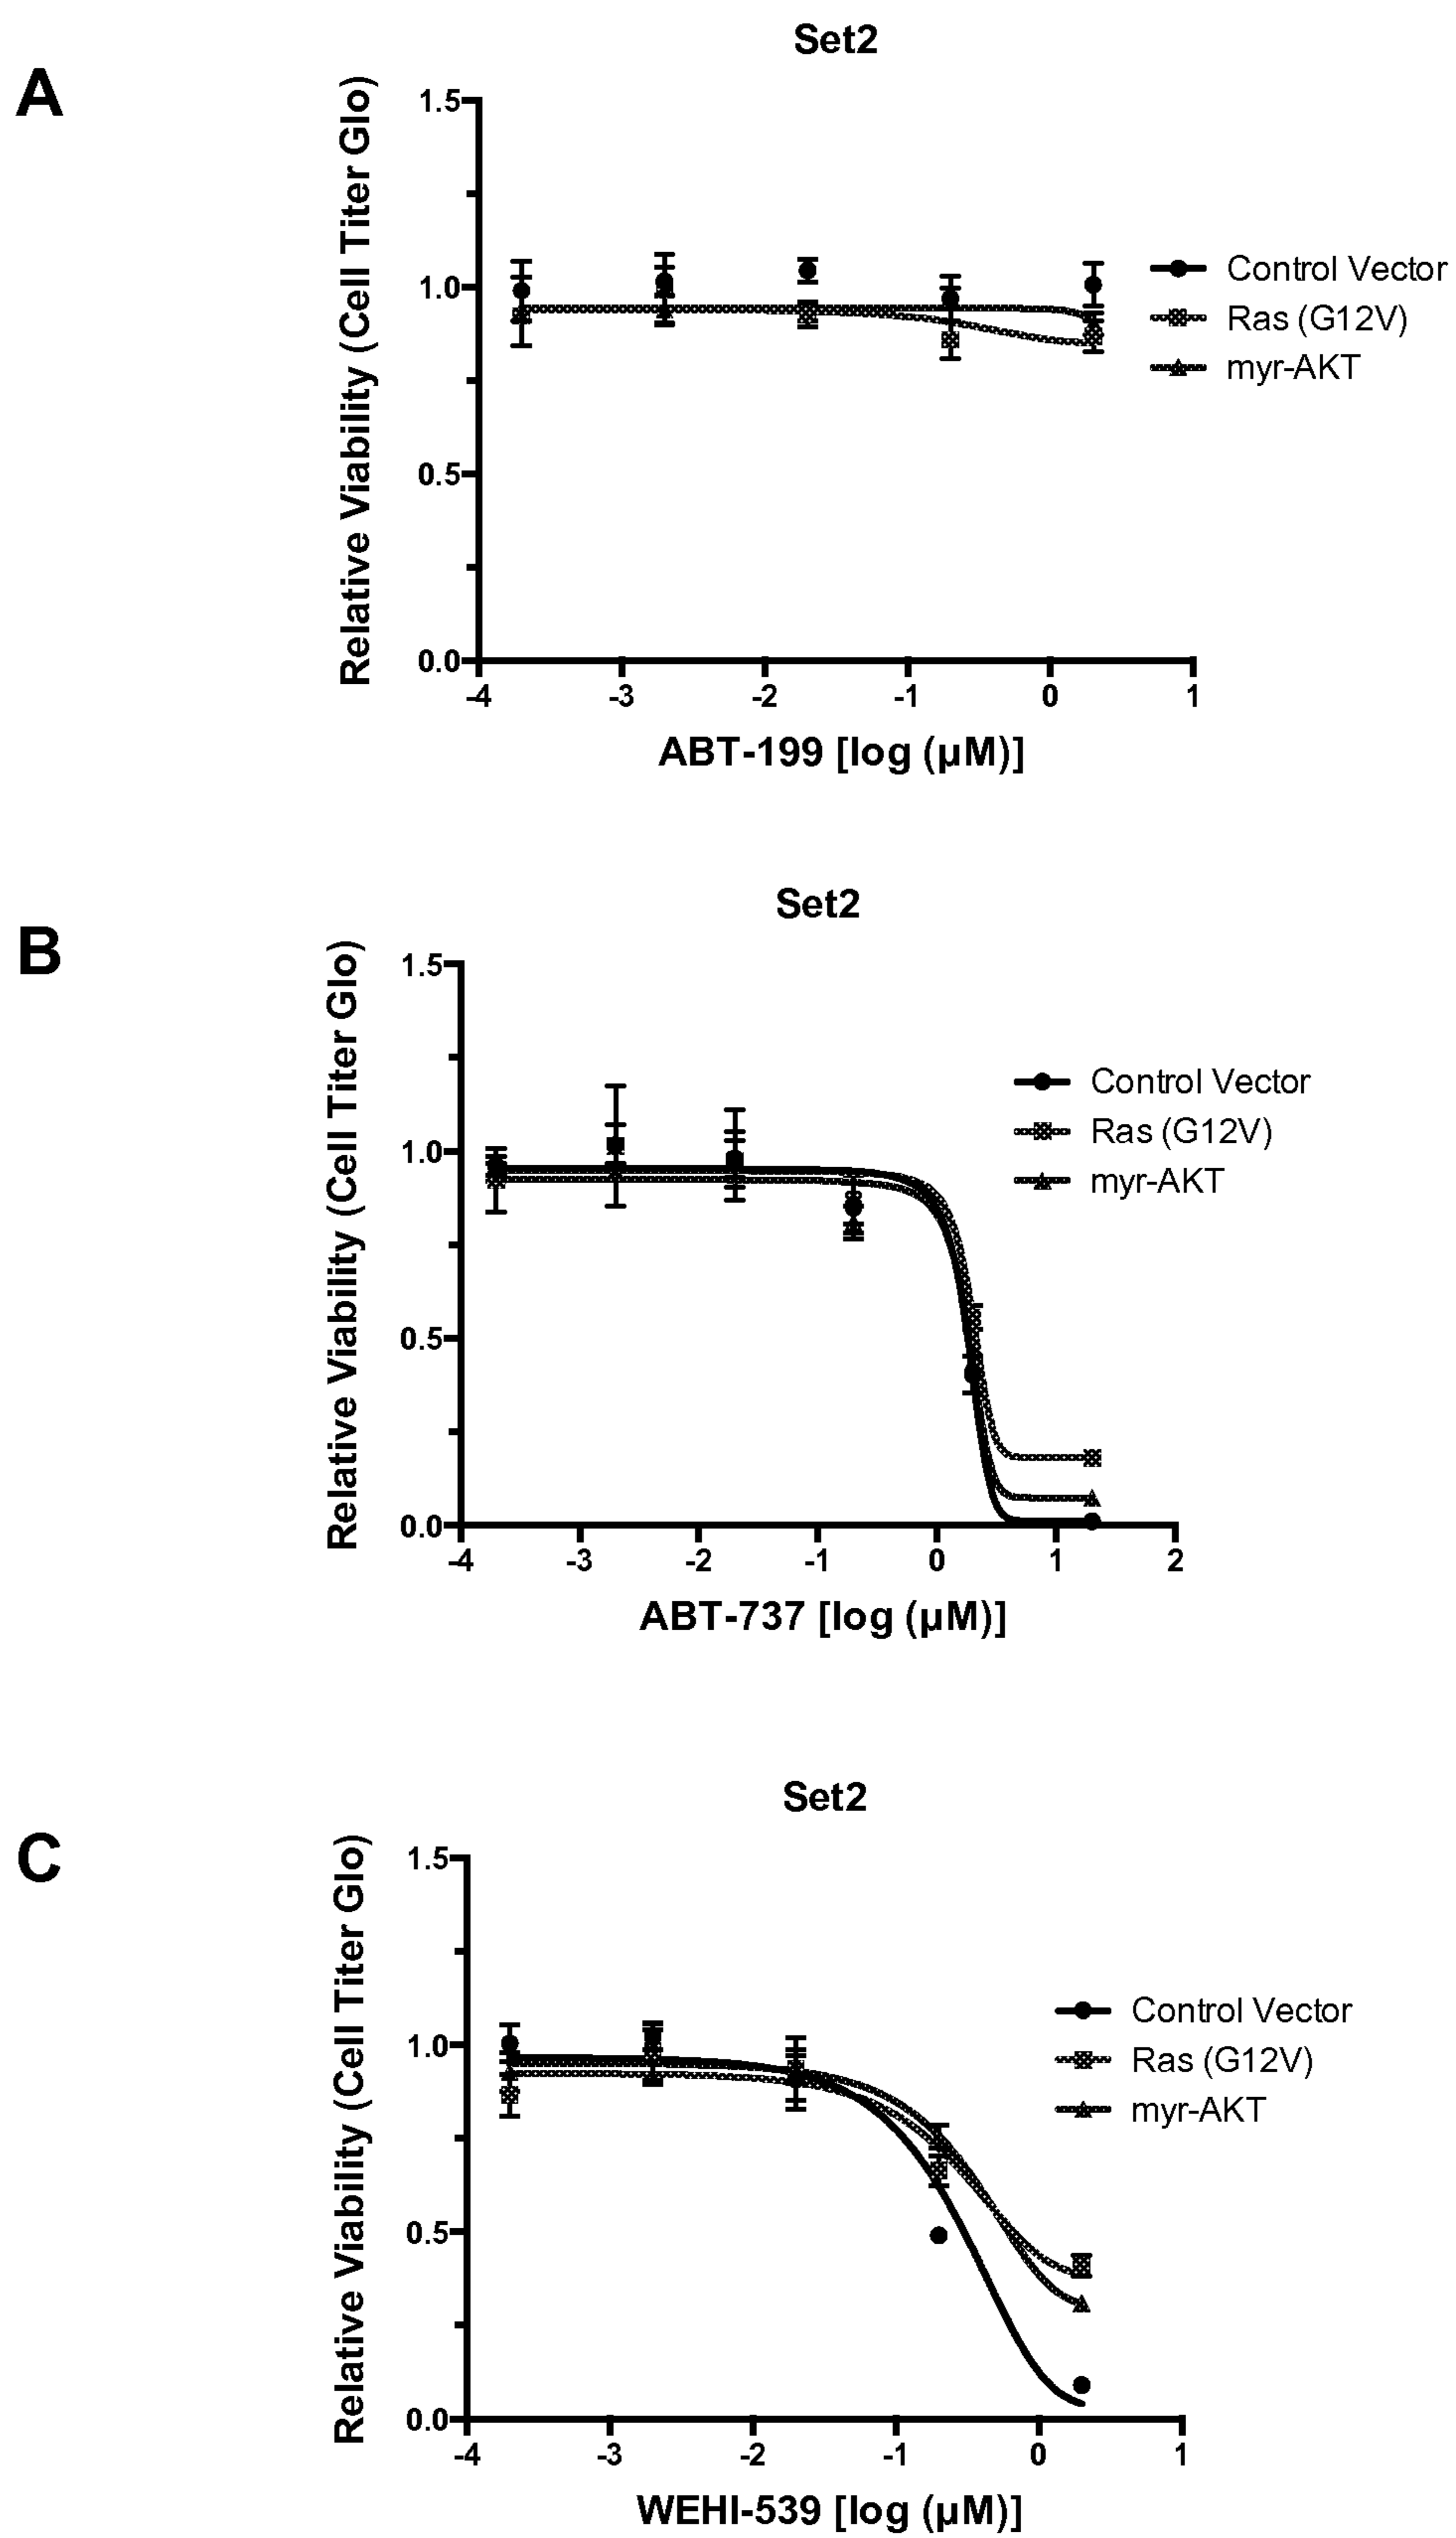 A
Set2
Relative Viability (Cell Titer Glo)
1.5
1.0
0.5
0.0
-4 -3 -2 -1 0 1
ABT-199 [log (µM)]
Control Vector
Ras (G12V)
myr-AKT
B
Set2
Relative Viability (Cell Titer Glo)
1.5
1.0
0.5
0.0
-4 -3 -2 -1 0 1 2
ABT-737 [log (µM)]
Control Vector
Ras (G12V)
myr-AKT
C
Set2
Relative Viability (Cell Titer Glo)
1.5
1.0
0.5
0.0
-4 -3 -2 -1 0 1
WEHI-539 [log (µM)]
Control Vector
Ras (G12V)
myr-AKT